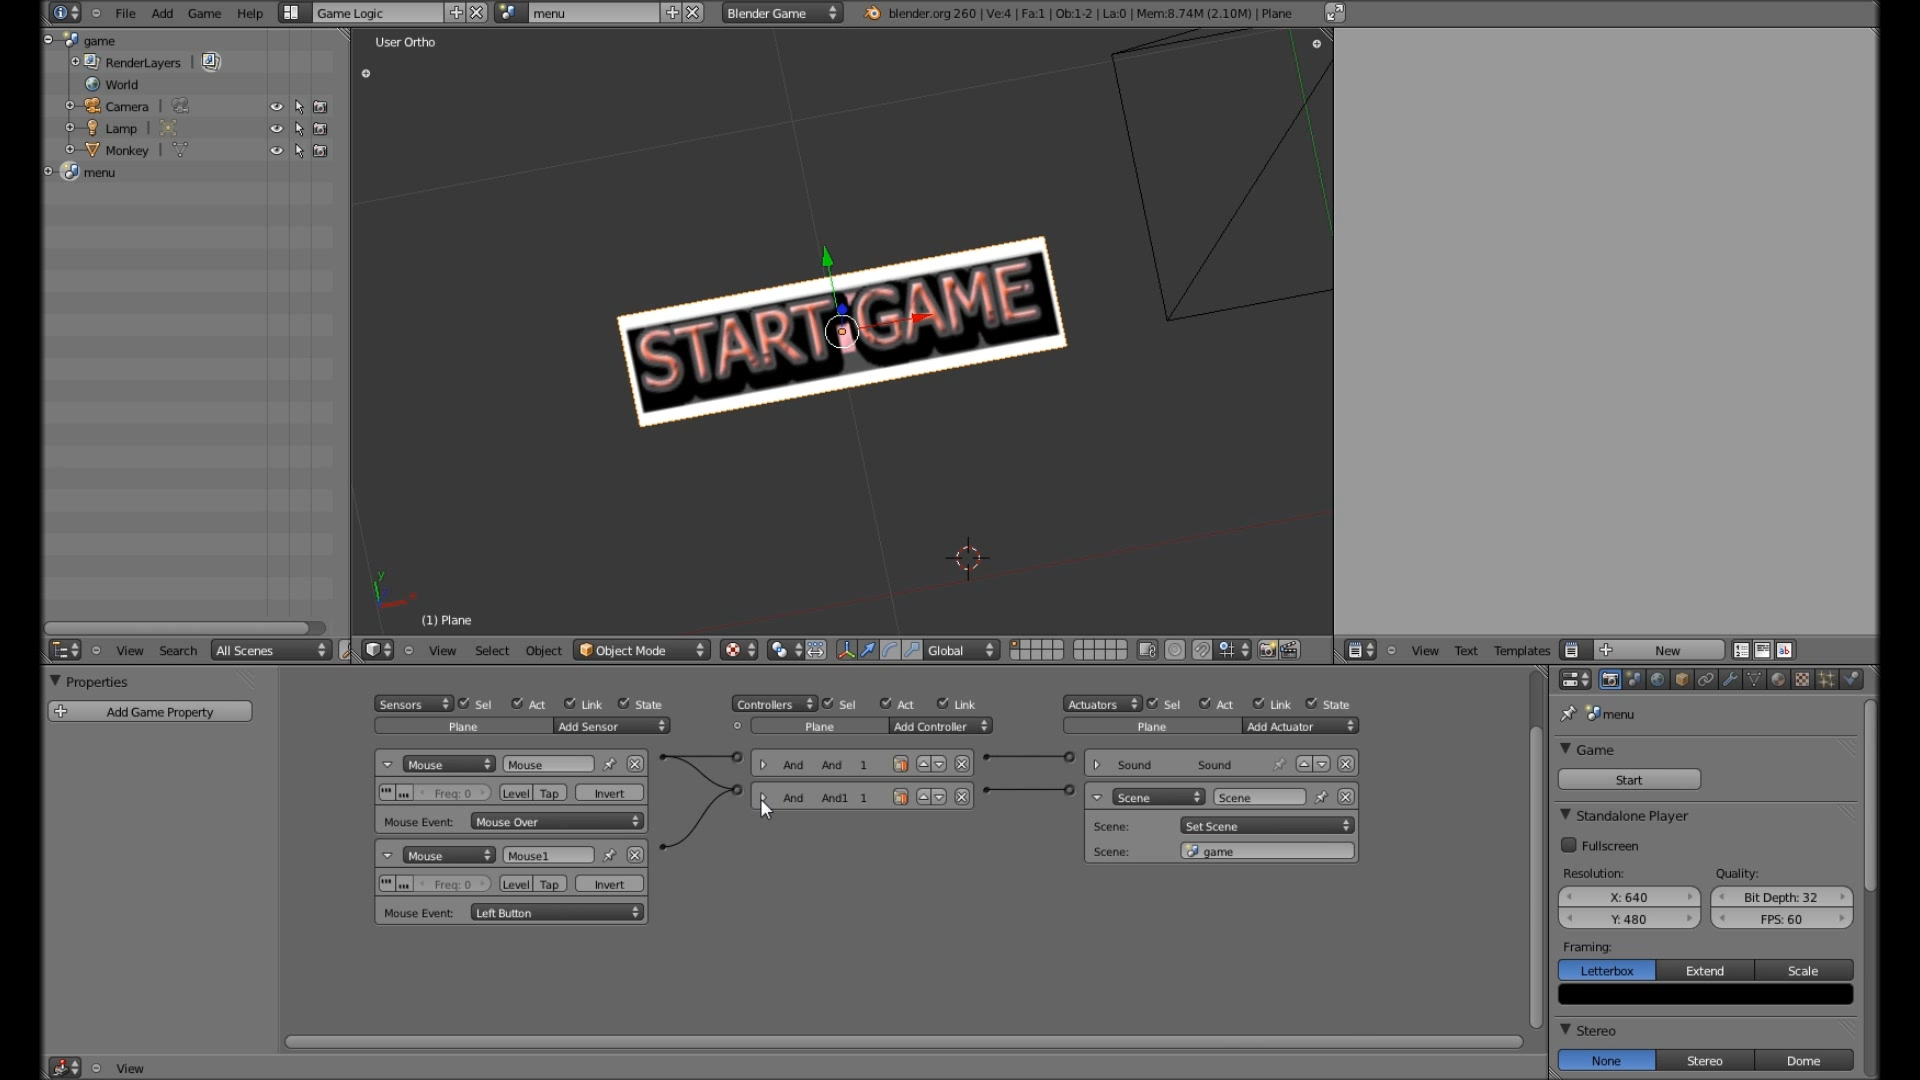 File Add Game Help Game Logic menu Blender Game blender.org 260 | Ve:4 | Fa:1 | Ob:1-2 | La:0 | Mem:8.74M (2.10M) | Plane
game
RenderLayers
World
Camera
Lamp
Monkey
menu
View Search All Scenes
User Ortho
START GAME
y
(1) Plane
View Select Object Object Mode Global
View Text Templates New
Properties
Add Game Property
Sensors Sel Act Link State
Plane Add Sensor
Mouse Mouse
Freq: 0 Level Tap Invert
Mouse Event: Mouse Over
Mouse Mouse1
Freq: 0 Level Tap Invert
Mouse Event: Left Button
Controllers Sel Act Link
Plane Add Controller
And And 1
And And1 1
Actuators Sel Act Link State
Plane Add Actuator
Sound Sound
Scene Scene
Scene: Set Scene
Scene: game
View
menu
Game
Start
Standalone Player
Fullscreen
Resolution: Quality:
X: 640 Bit Depth: 32
Y: 480 FPS: 60
Framing:
Letterbox Extend Scale
Stereo
None Stereo Dome